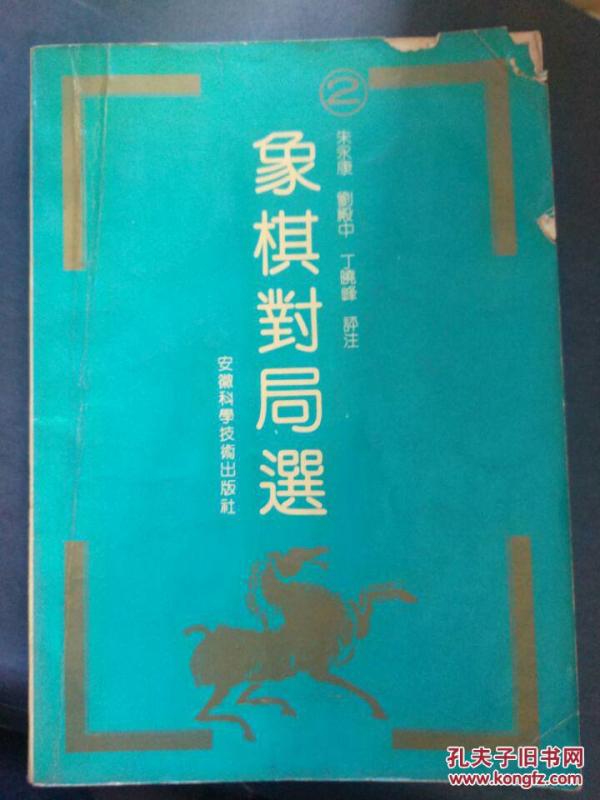 ②
朱永康 劉殿中 丁曉峰 評注
象棋對局選
安徽科學技術出版社
孔夫子旧书网
www.kongfz.com